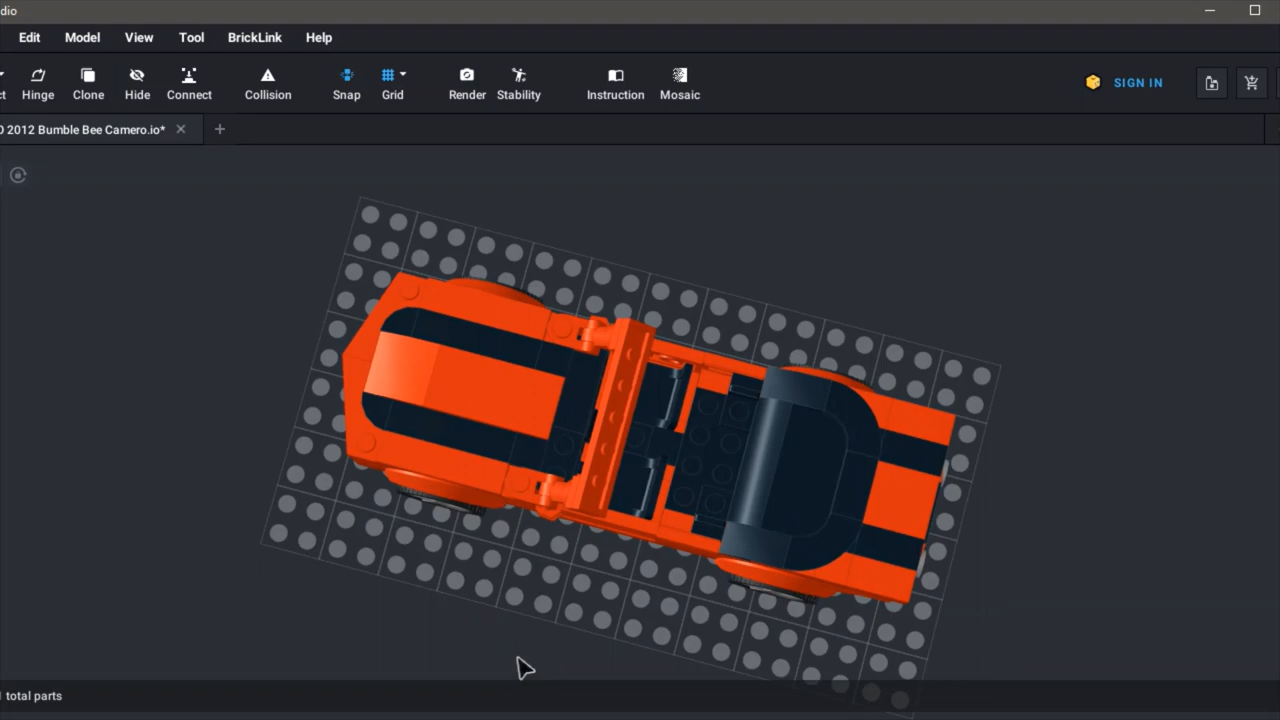 dio
Edit Model View Tool BrickLink Help
Hinge Clone Hide Connect Collision Snap Grid Render Stability Instruction Mosaic SIGN IN
2012 Bumble Bee Camero.io*
total parts